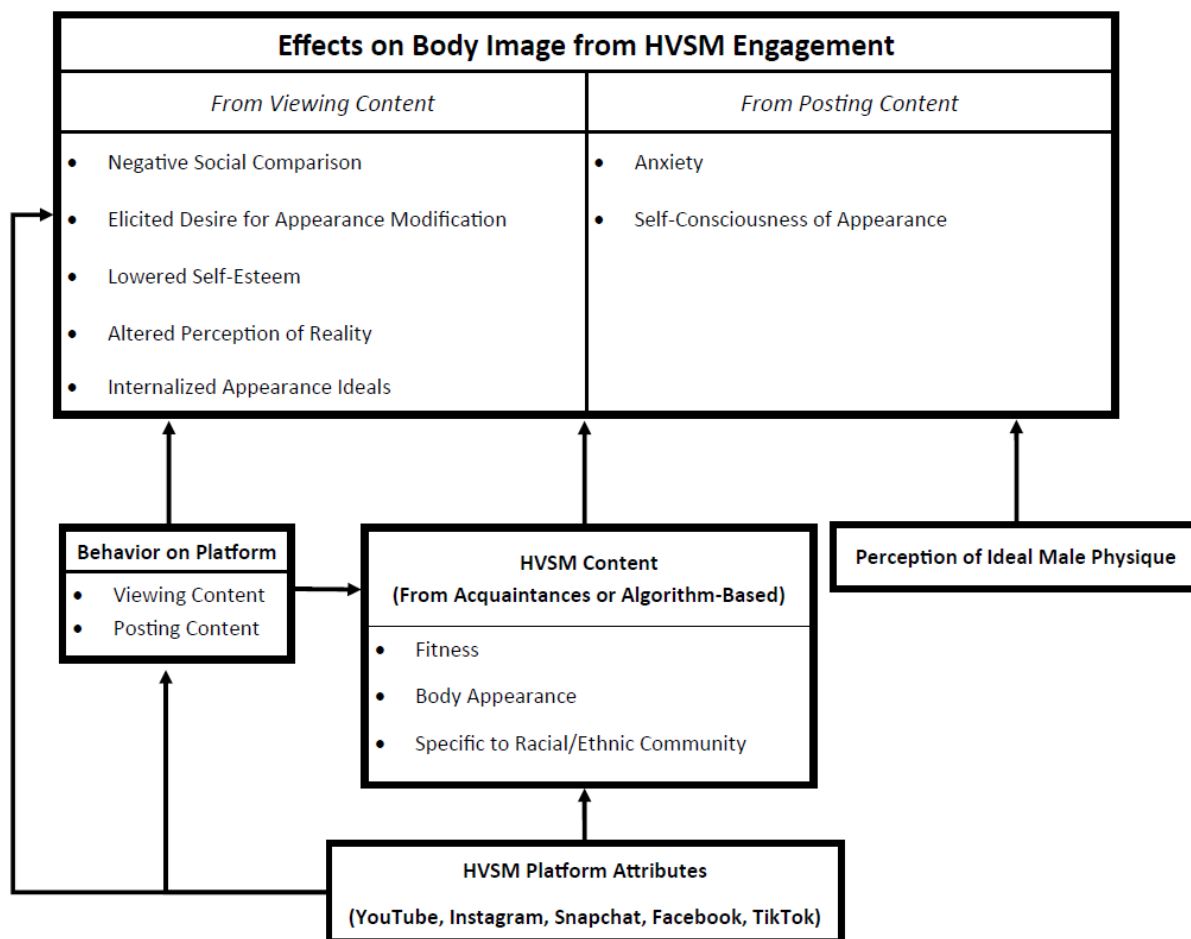 Effects on Body Image from HVSM Engagement
From Viewing Content
From Posting Content
• Negative Social Comparison
• Elicited Desire for Appearance Modification
• Lowered Self-Esteem
• Altered Perception of Reality
• Internalized Appearance Ideals
• Anxiety
• Self-Consciousness of Appearance
Behavior on Platform
• Viewing Content
• Posting Content
HVSM Content
(From Acquaintances or Algorithm-Based)
• Fitness
• Body Appearance
• Specific to Racial/Ethnic Community
Perception of Ideal Male Physique
HVSM Platform Attributes
(YouTube, Instagram, Snapchat, Facebook, TikTok)